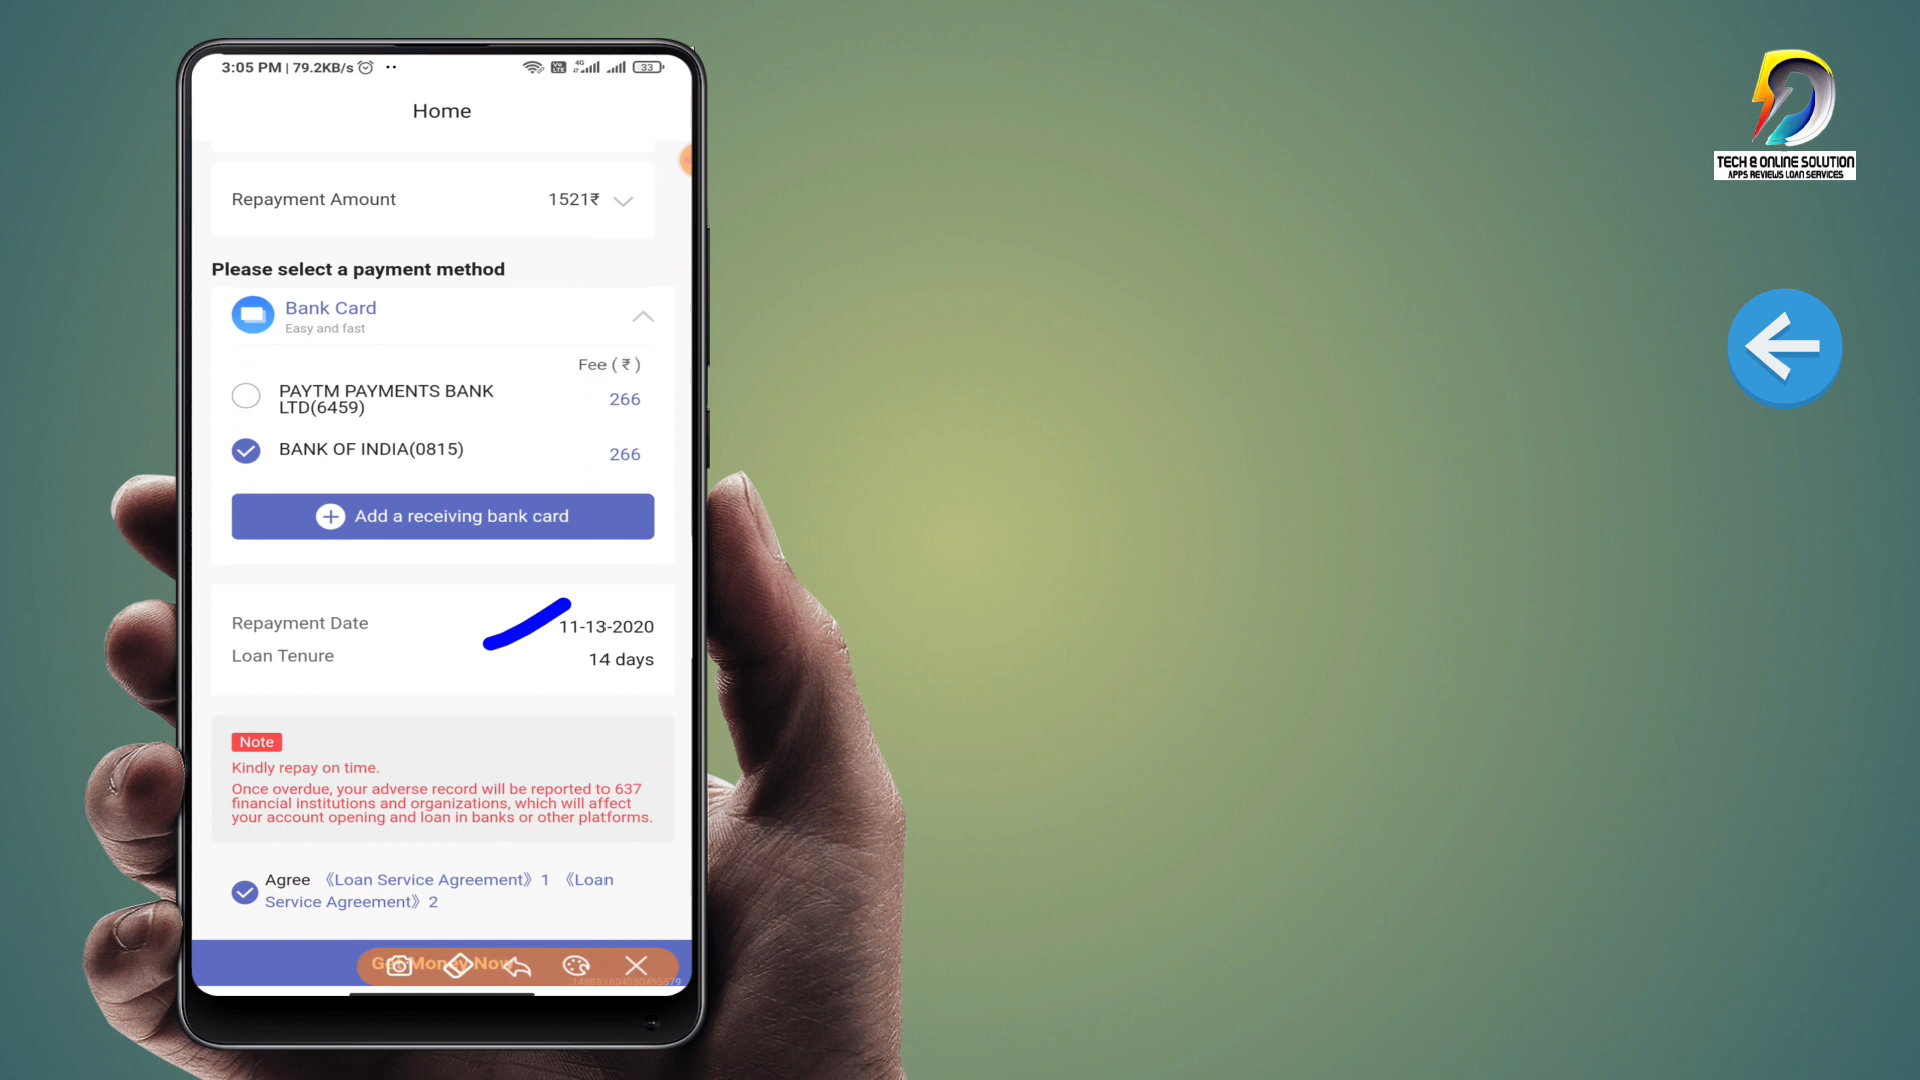 3:05 PM | 79.2KB/s
4G
33
Home
TECH & ONLINE SOLUTION
APPS REVIEWS LOAN SERVICES
Repayment Amount 1521₹
Please select a payment method
Bank Card
Easy and fast
Fee ( ₹ )
PAYTM PAYMENTS BANK
LTD(6459) 266
BANK OF INDIA(0815) 266
Add a receiving bank card
Repayment Date 11-13-2020
Loan Tenure 14 days
Note
Kindly repay on time.
Once overdue, your adverse record will be reported to 637
financial institutions and organizations, which will affect
your account opening and loan in banks or other platforms.
Agree 《Loan Service Agreement》1 《Loan
Service Agreement》2
Get Money Now